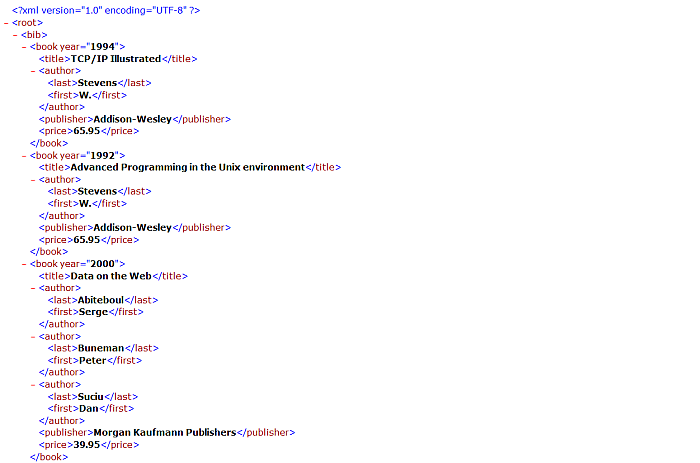 <?xml version="1.0" encoding="UTF-8" ?>
- <root>
- <bib>
- <book year="1994">
<title>TCP/IP Illustrated</title>
- <author>
<last>Stevens</last>
<first>W.</first>
</author>
<publisher>Addison-Wesley</publisher>
<price>65.95</price>
</book>
- <book year="1992">
<title>Advanced Programming in the Unix environment</title>
- <author>
<last>Stevens</last>
<first>W.</first>
</author>
<publisher>Addison-Wesley</publisher>
<price>65.95</price>
</book>
- <book year="2000">
<title>Data on the Web</title>
- <author>
<last>Abiteboul</last>
<first>Serge</first>
</author>
- <author>
<last>Buneman</last>
<first>Peter</first>
</author>
- <author>
<last>Suciu</last>
<first>Dan</first>
</author>
<publisher>Morgan Kaufmann Publishers</publisher>
<price>39.95</price>
</book>